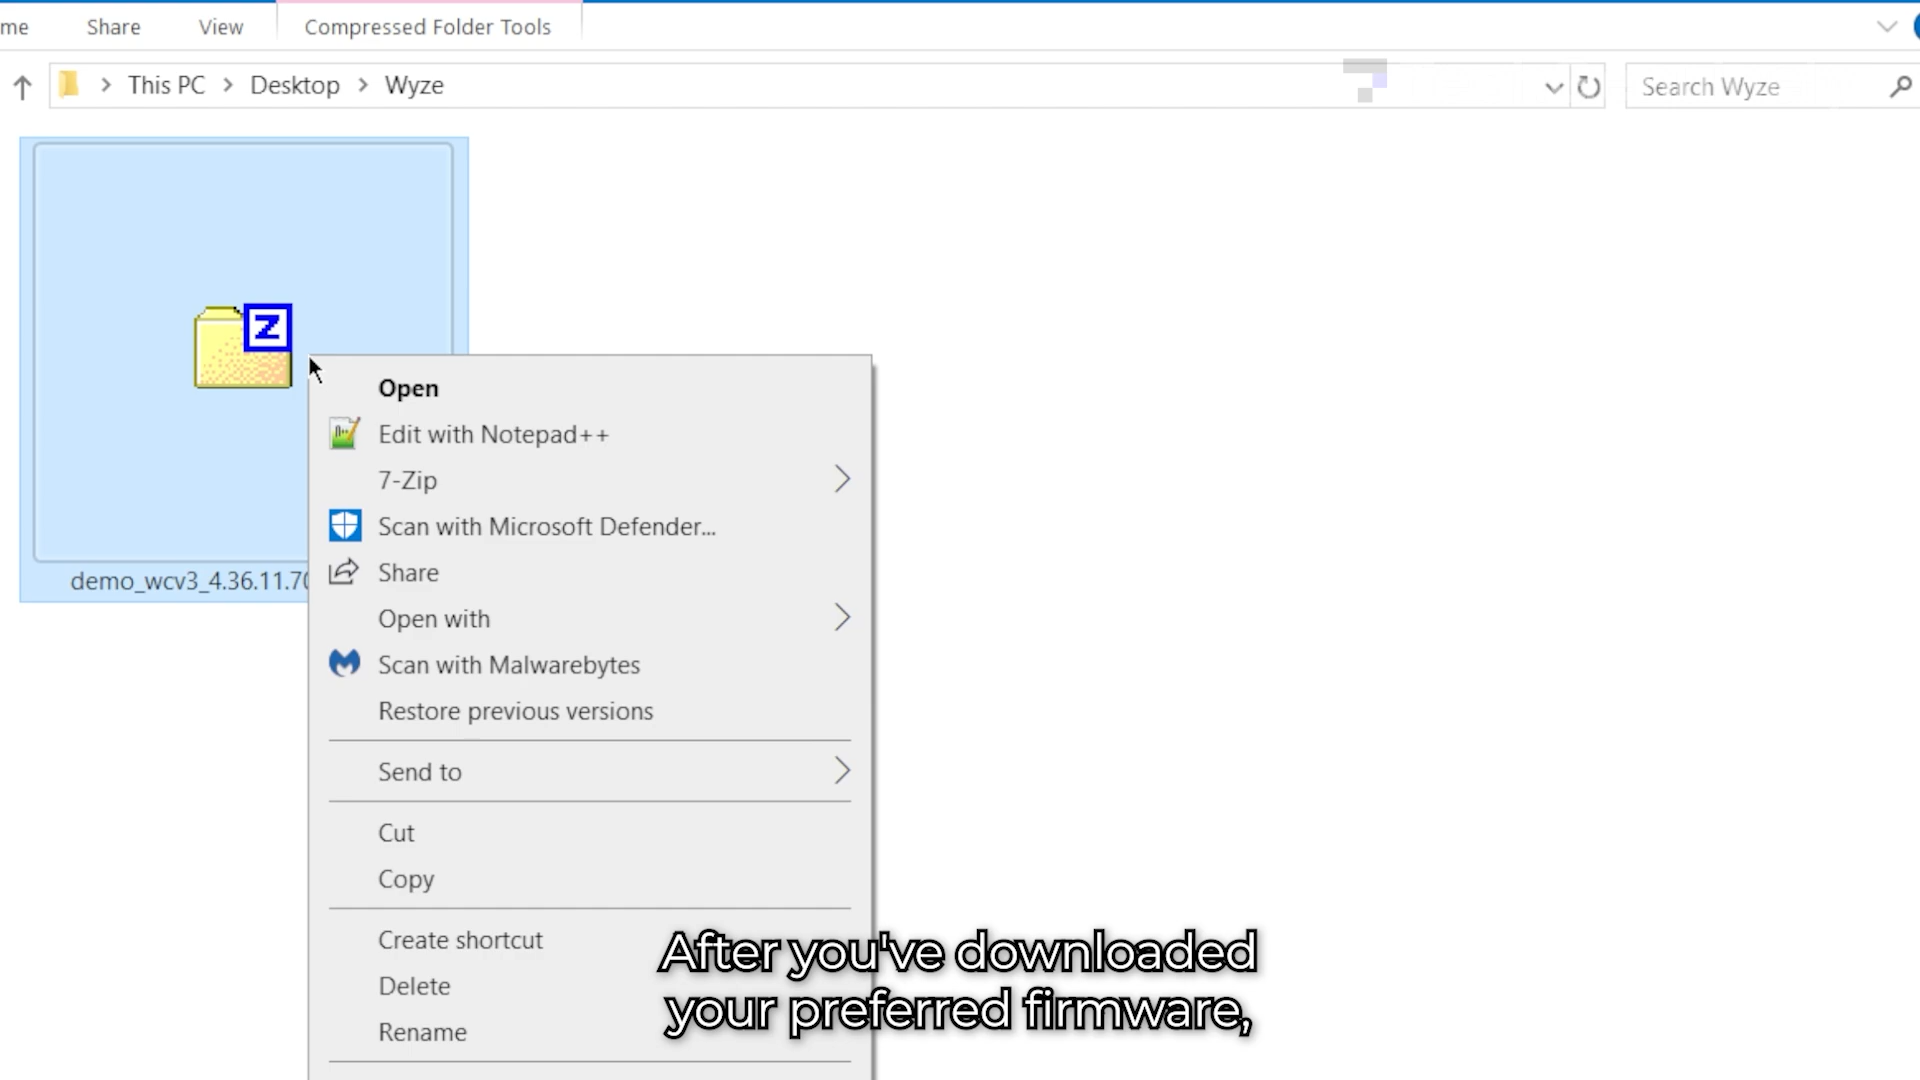 me Share View Compressed Folder Tools
This PC Desktop Wyze Search Wyze
Z
demo_wcv3_4.36.11.70
Open
Edit with Notepad++
7-Zip
Scan with Microsoft Defender...
Share
Open with
Scan with Malwarebytes
Restore previous versions
Send to
Cut
Copy
Create shortcut
Delete
Rename
After you've downloaded
your preferred firmware,